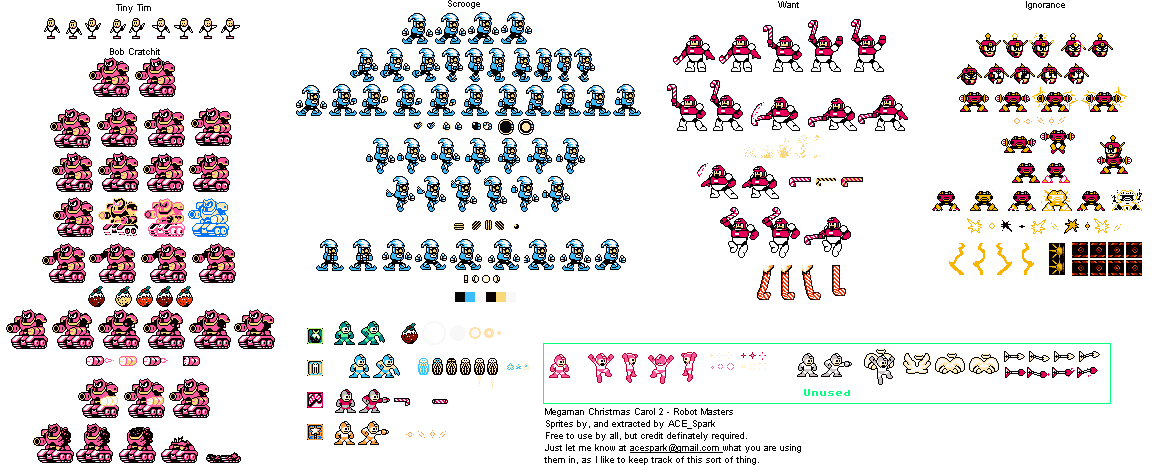 Tiny Tim
Scrooge
Want
Ignorance
Bob Cratchit
Unused
Megaman Christmas Carol 2 - Robot Masters
Sprites by, and extracted by ACE_Spark
Free to use by all, but credit definately required.
Just let me know at acespark@gmail.com what you are using
them in, as I like to keep track of this sort of thing.